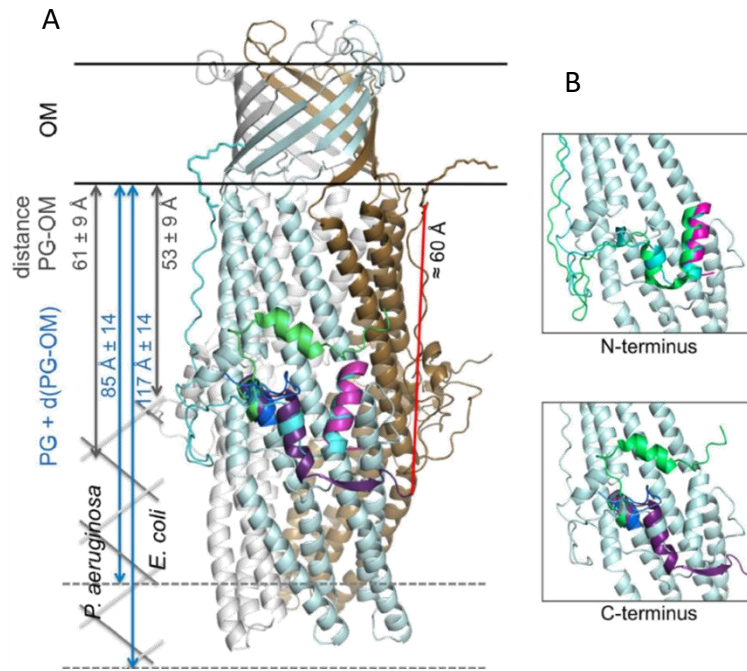 A
B
OM
distance
PG-OM
PG + d(PG-OM)
61 ± 9 Å
85 Å ± 14
117 Å ± 14
53 ± 9 Å
≈ 60 Å
P. aeruginosa
E. coli
N-terminus
C-terminus